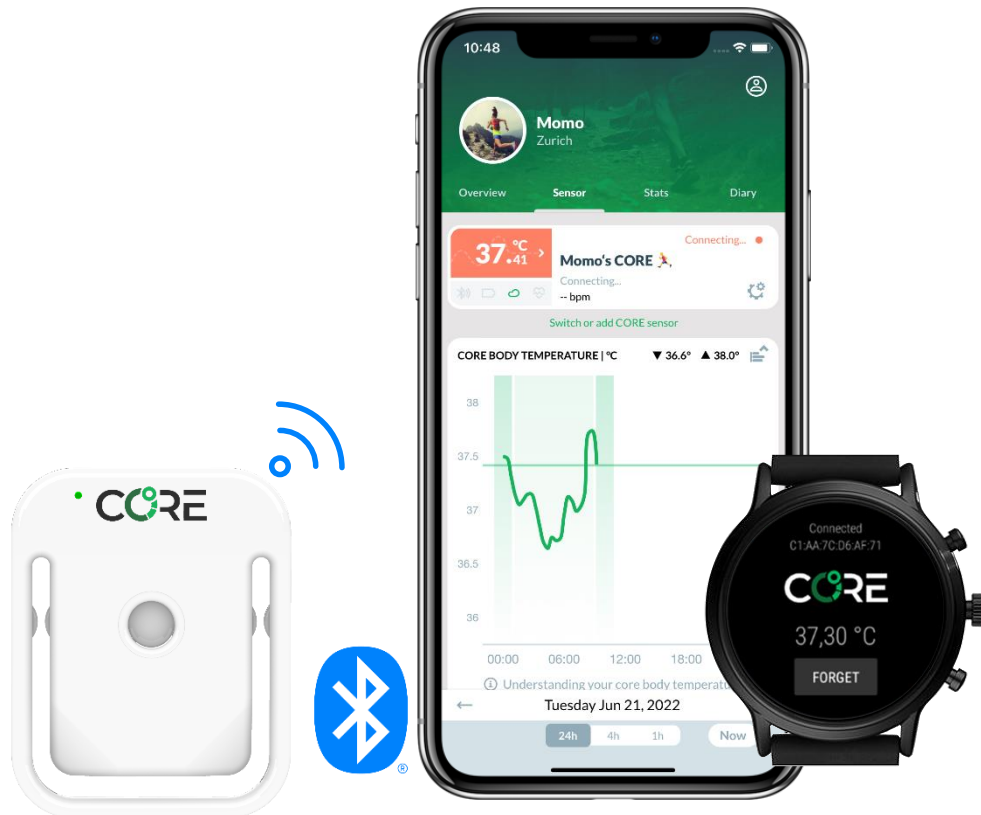 10:48
Momo
Zurich
Overview Sensor Stats Diary
Connecting...
37.41 °C
Momo's CORE
Connecting...
-- bpm
Switch or add CORE sensor
CORE BODY TEMPERATURE | °C ▼ 36.6° ▲ 38.0°
38
37.5
37
36.5
36
00:00 06:00 12:00 18:00
Understanding your core body temperatu
Tuesday Jun 21, 2022
24h 4h 1h Now
CORE
®
Connected
C1:AA:7C:D6:AF:71
CORE
37,30 °C
FORGET